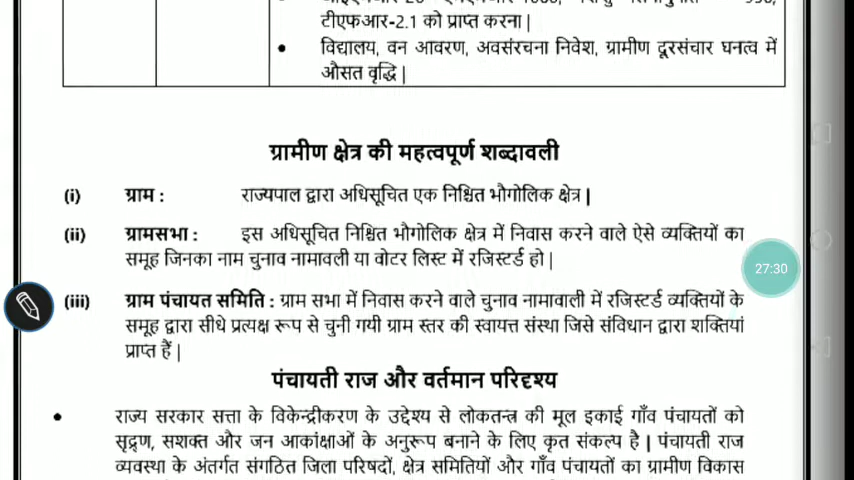 टीएफआर-2.1 को प्राप्त करना |
• विद्यालय, वन आवरण, अवसंरचना निवेश, ग्रामीण दूरसंचार घनत्व में
औसत वृद्धि |
ग्रामीण क्षेत्र की महत्वपूर्ण शब्दावली
(i) ग्राम : राज्यपाल द्वारा अधिसूचित एक निश्चित भौगोलिक क्षेत्र |
(ii) ग्रामसभा : इस अधिसूचित निश्चित भौगोलिक क्षेत्र में निवास करने वाले ऐसे व्यक्तियों का
समूह जिनका नाम चुनाव नामावली या वोटर लिस्ट में रजिस्टर्ड हो |
27:30
(iii) ग्राम पंचायत समिति : ग्राम सभा में निवास करने वाले चुनाव नामावाली में रजिस्टर्ड व्यक्तियों के
समूह द्वारा सीधे प्रत्यक्ष रूप से चुनी गयी ग्राम स्तर की स्वायत्त संस्था जिसे संविधान द्वारा शक्तियां
प्राप्त हैं |
पंचायती राज और वर्तमान परिदृश्य
• राज्य सरकार सत्ता के विकेन्द्रीकरण के उद्देश्य से लोकतन्त्र की मूल इकाई गाँव पंचायतों को
सृदृण, सशक्त और जन आकांक्षाओं के अनुरूप बनाने के लिए कृत संकल्प है | पंचायती राज
व्यवस्था के अंतर्गत संगठित जिला परिषदों, क्षेत्र समितियों और गाँव पंचायतों का ग्रामीण विकास